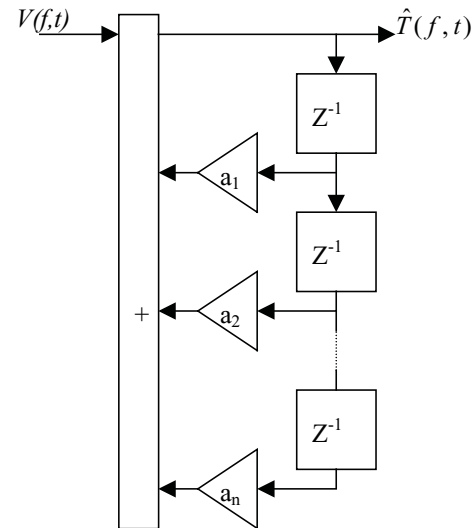 V(f,t)
T̂(f,t)
Z⁻¹
a₁
Z⁻¹
+
a₂
Z⁻¹
aₙ